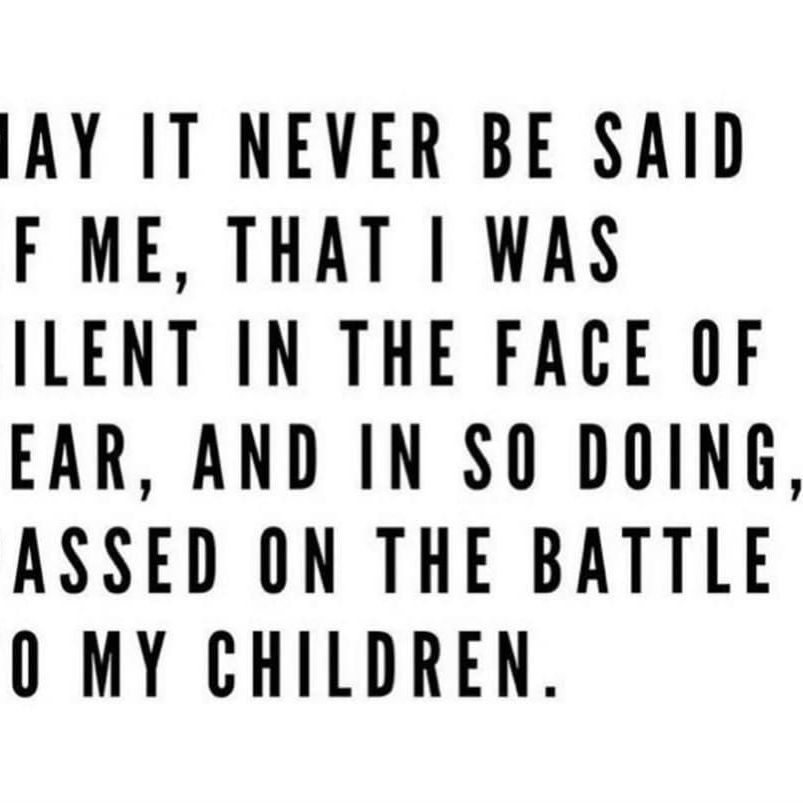 MAY IT NEVER BE SAID
F ME, THAT I WAS
ILENT IN THE FACE OF
EAR, AND IN SO DOING,
ASSED ON THE BATTLE
O MY CHILDREN.